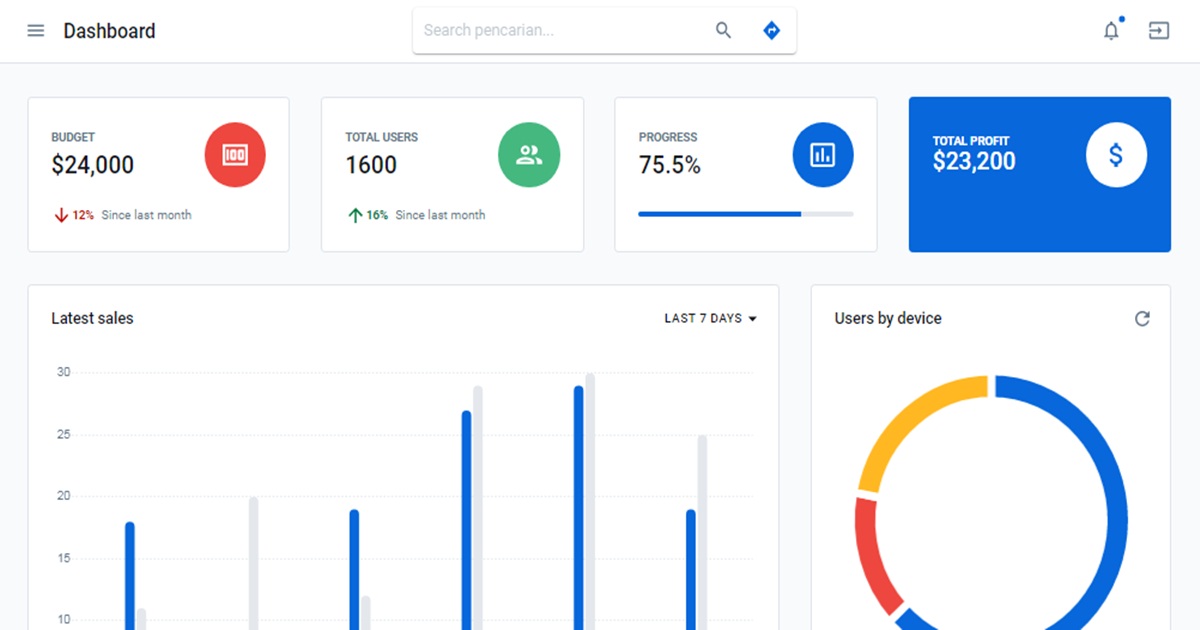 Dashboard
Search pencarian...
BUDGET
$24,000
12% Since last month
TOTAL USERS
1600
16% Since last month
PROGRESS
75.5%
TOTAL PROFIT
$23,200
$
Latest sales
LAST 7 DAYS
30
25
20
15
10
Users by device